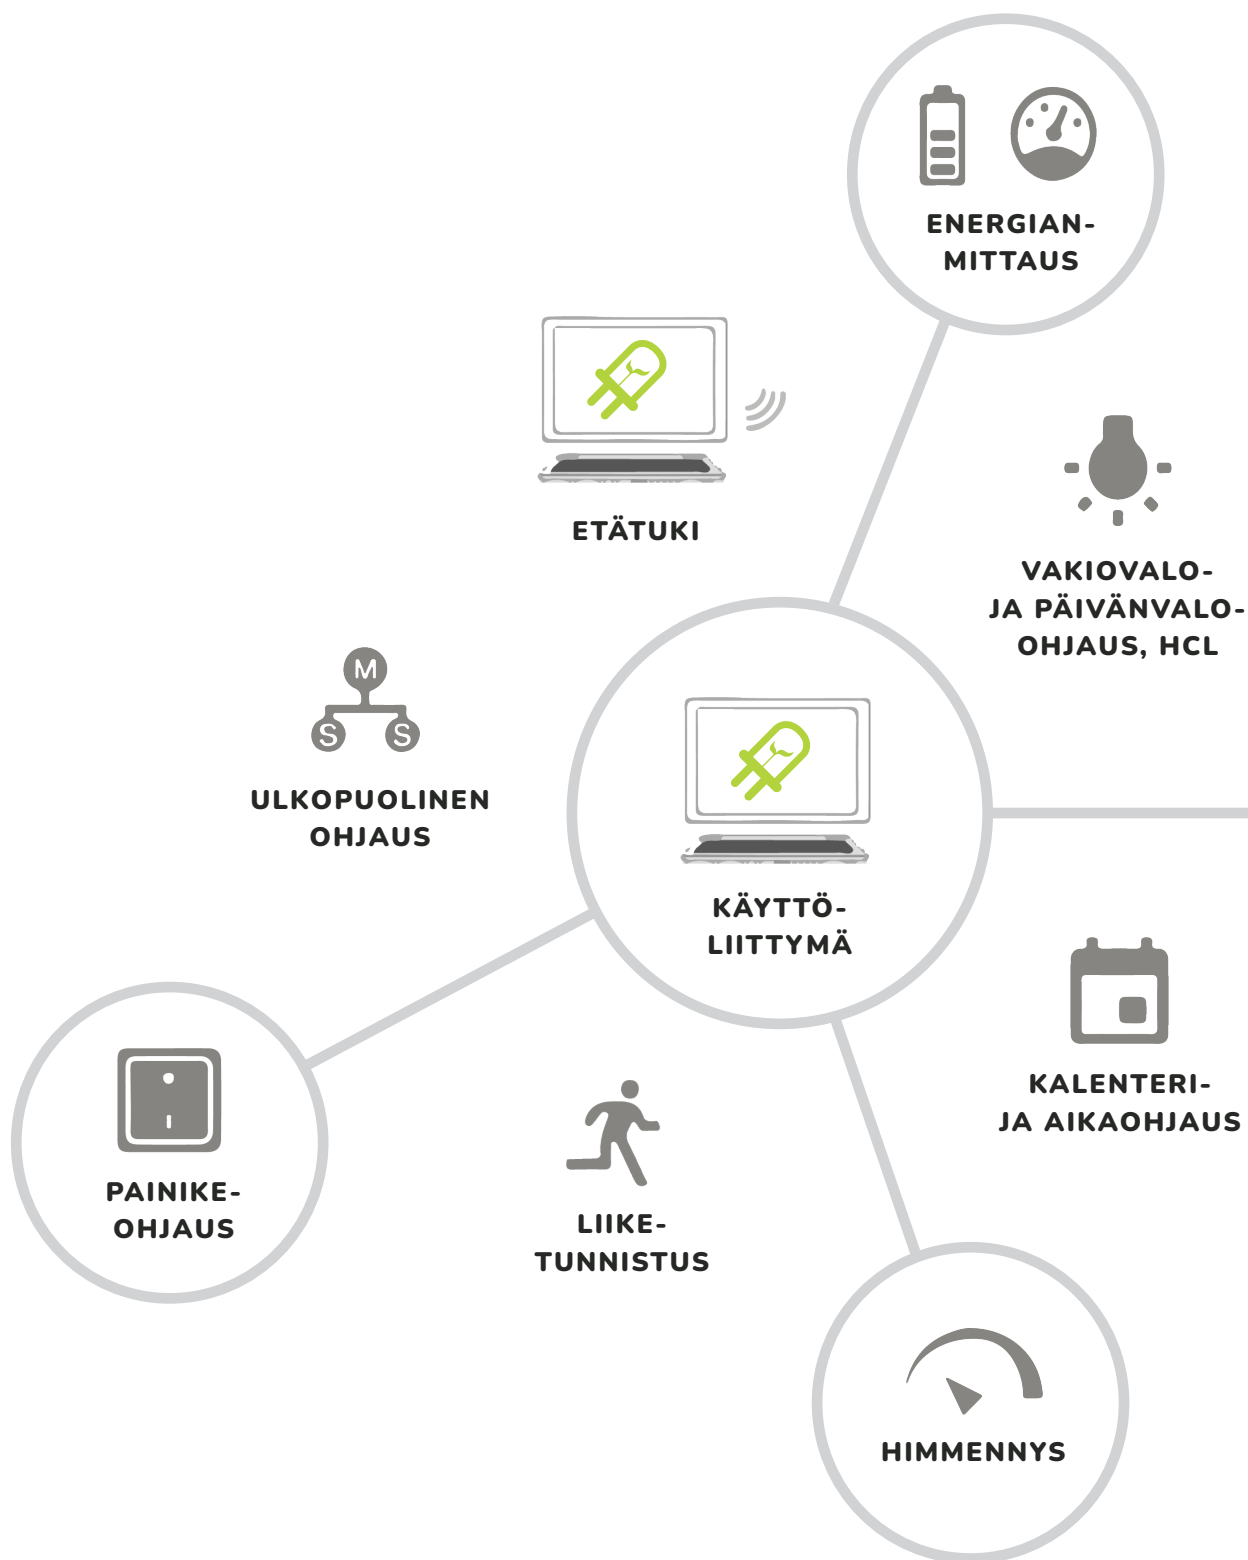 ENERGIAN-
MITTAUS
ETÄTUKI
VAKIOVALO-
JA PÄIVÄNVALO-
OHJAUS, HCL
M
S S
ULKOPUOLINEN
OHJAUS
KÄYTTÖ-
LIITTYMÄ
KALENTERI-
JA AIKAOHJAUS
PAINIKE-
OHJAUS
LIIKE-
TUNNISTUS
HIMMENNYS